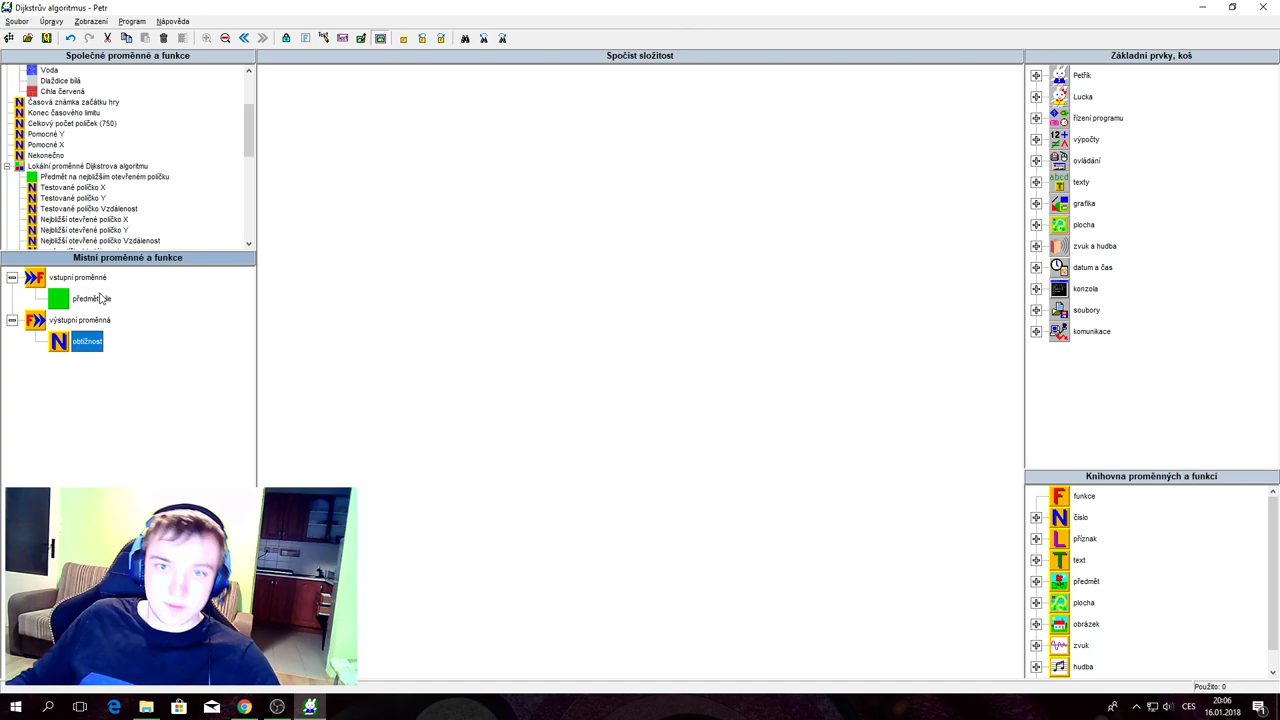 Dijkstrův algoritmus - Petr
Soubor Úpravy Zobrazení Program Nápověda
Společné proměnné a funkce
Voda
Dlaždice bílá
Cihla červená
Časová známka začátku hry
Konec časového limitu
Celkový počet políček (750)
Pomocné Y
Pomocné X
Nekonečno
Lokální proměnné Dijkstrova algoritmu
Předmět na nejbližším otevřeném políčku
Testované políčko X
Testované políčko Y
Testované políčko Vzdálenost
Nejbližší otevřené políčko X
Nejbližší otevřené políčko Y
Nejbližší otevřené políčko Vzdálenost
Místní proměnné a funkce
vstupní proměnné
výstupní proměnná
N obtížnost
Spočíst složitost
Základní prvky, koš
Petřík
Lucka
řízení programu
výpočty
ovládání
texty
grafika
plocha
zvuk a hudba
datum a čas
konzola
soubory
komunikace
Knihovna proměnných a funkcí
F funkce
N číslo
L příznak
T text
předmět
plocha
obrázek
zvuk
hudba
Použito: 0
CES
20:06
16.01.2018